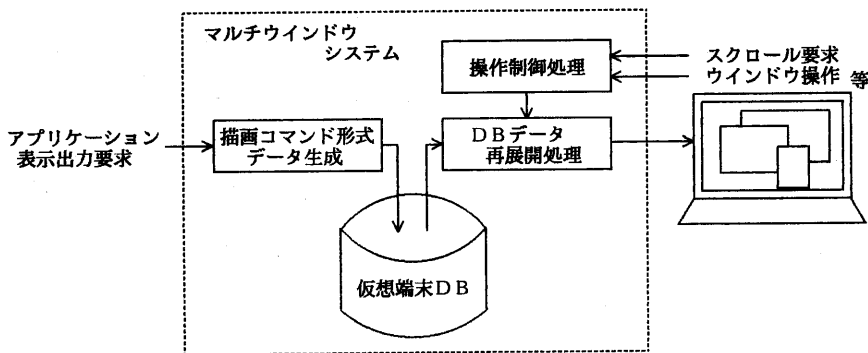 マルチウインドウ
システム
操作制御処理
スクロール要求
ウインドウ操作 等
アプリケーション
表示出力要求
描画コマンド形式
データ生成
DBデータ
再展開処理
仮想端末DB